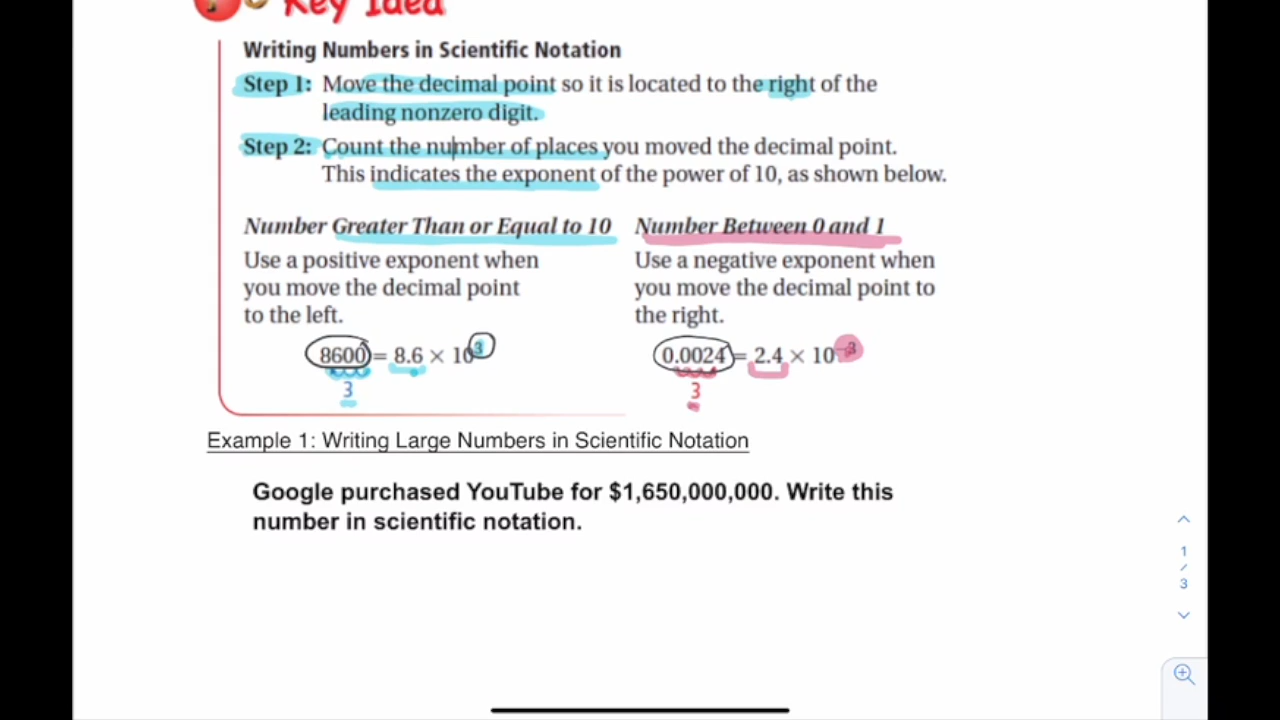 Key Idea
Writing Numbers in Scientific Notation
Step 1: Move the decimal point so it is located to the right of the
leading nonzero digit.
Step 2: Count the number of places you moved the decimal point.
This indicates the exponent of the power of 10, as shown below.
Number Greater Than or Equal to 10
Use a positive exponent when
you move the decimal point
to the left.
8600 = 8.6 × 10³
3
Number Between 0 and 1
Use a negative exponent when
you move the decimal point to
the right.
0.0024 = 2.4 × 10⁻³
3
Example 1: Writing Large Numbers in Scientific Notation
Google purchased YouTube for $1,650,000,000. Write this
number in scientific notation.
1
/
3